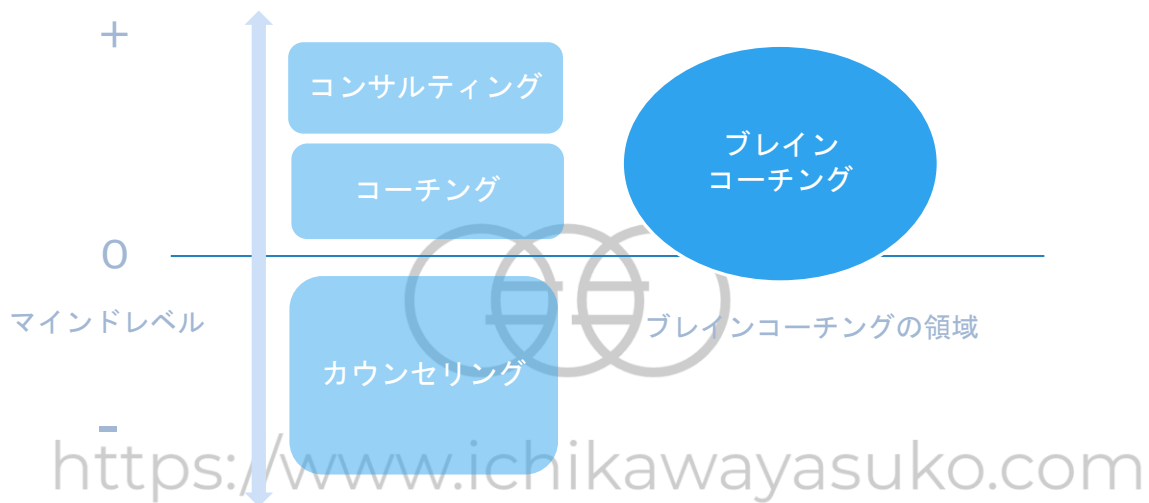 +
コンサルティング
ブレイン
コーチング
コーチング
0
マインドレベル
ブレインコーチングの領域
カウンセリング
-
https://www.ichikawayasuko.com